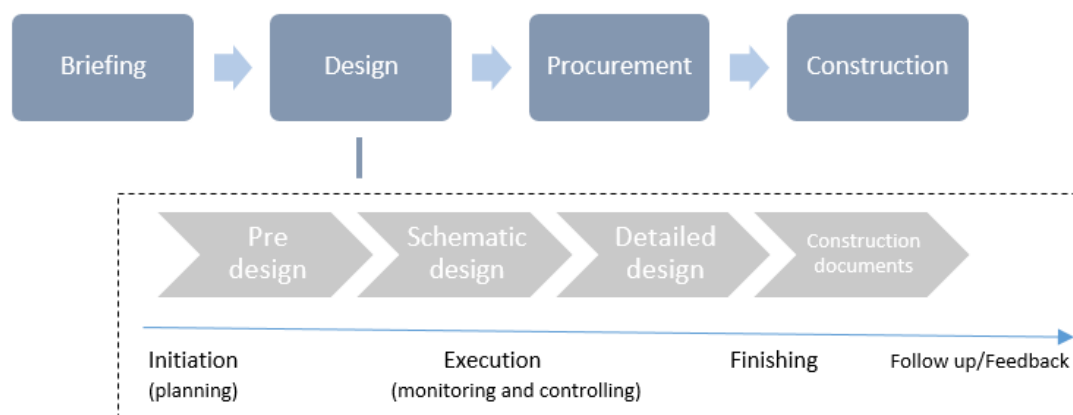 Briefing
Design
Procurement
Construction
Pre
design
Schematic
design
Detailed
design
Construction
documents
Initiation
(planning)
Execution
(monitoring and controlling)
Finishing
Follow up/Feedback